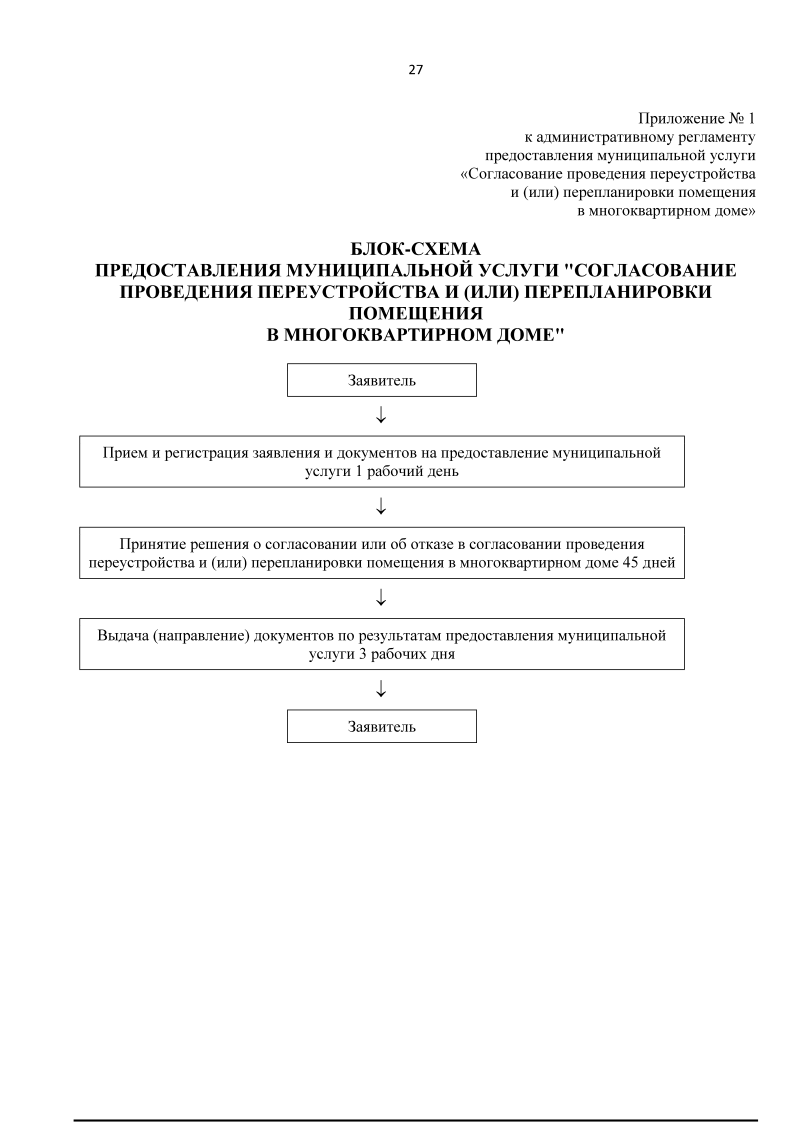 27
Приложение № 1
к административному регламенту
предоставления муниципальной услуги
«Согласование проведения переустройства
и (или) перепланировки помещения
в многоквартирном доме»
БЛОК-СХЕМА
ПРЕДОСТАВЛЕНИЯ МУНИЦИПАЛЬНОЙ УСЛУГИ "СОГЛАСОВАНИЕ
ПРОВЕДЕНИЯ ПЕРЕУСТРОЙСТВА И (ИЛИ) ПЕРЕПЛАНИРОВКИ
ПОМЕЩЕНИЯ
В МНОГОКВАРТИРНОМ ДОМЕ"
Заявитель
↓
Прием и регистрация заявления и документов на предоставление муниципальной
услуги 1 рабочий день
↓
Принятие решения о согласовании или об отказе в согласовании проведения
переустройства и (или) перепланировки помещения в многоквартирном доме 45 дней
↓
Выдача (направление) документов по результатам предоставления муниципальной
услуги 3 рабочих дня
↓
Заявитель